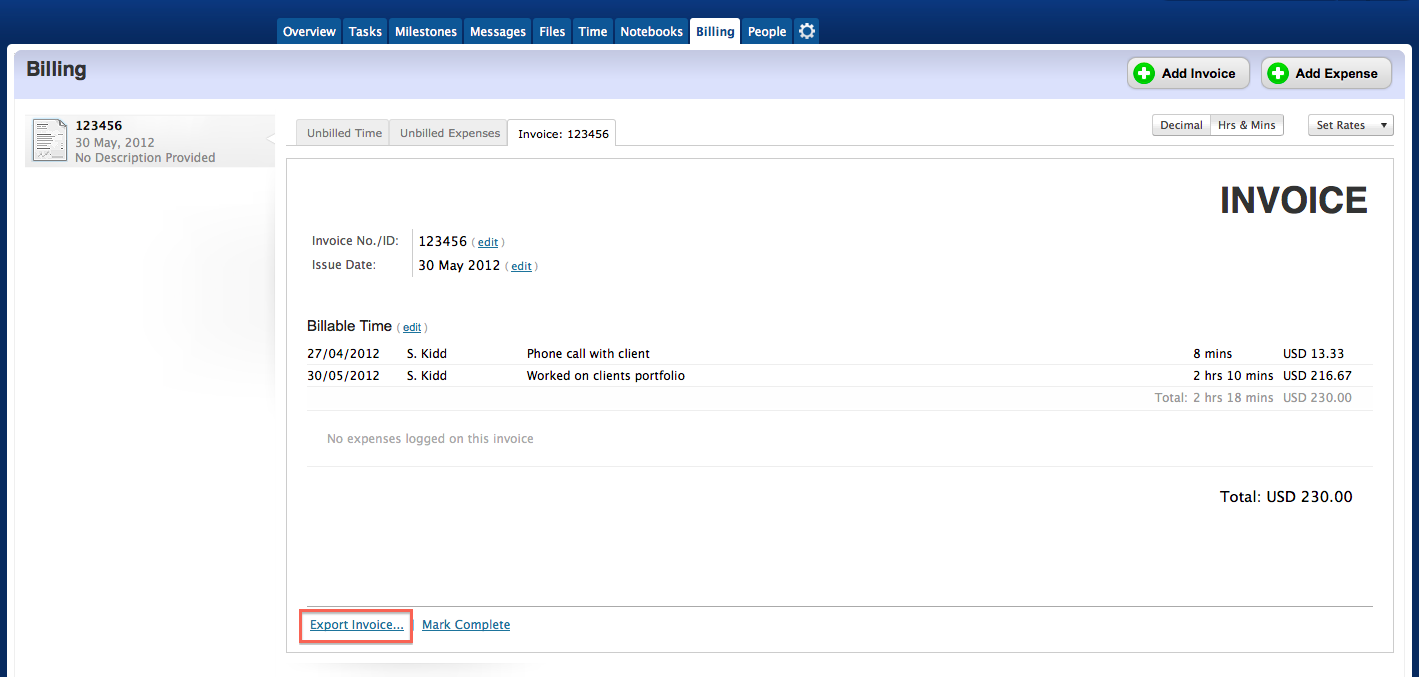 Overview Tasks Milestones Messages Files Time Notebooks Billing People
Billing
Add Invoice Add Expense
123456
30 May, 2012
No Description Provided
Unbilled Time Unbilled Expenses Invoice: 123456
Decimal Hrs & Mins Set Rates
INVOICE
Invoice No./ID: 123456 ( edit )
Issue Date: 30 May 2012 ( edit )
Billable Time ( edit )
27/04/2012 S. Kidd Phone call with client 8 mins USD 13.33
30/05/2012 S. Kidd Worked on clients portfolio 2 hrs 10 mins USD 216.67
Total: 2 hrs 18 mins USD 230.00
No expenses logged on this invoice
Total: USD 230.00
Export Invoice... Mark Complete